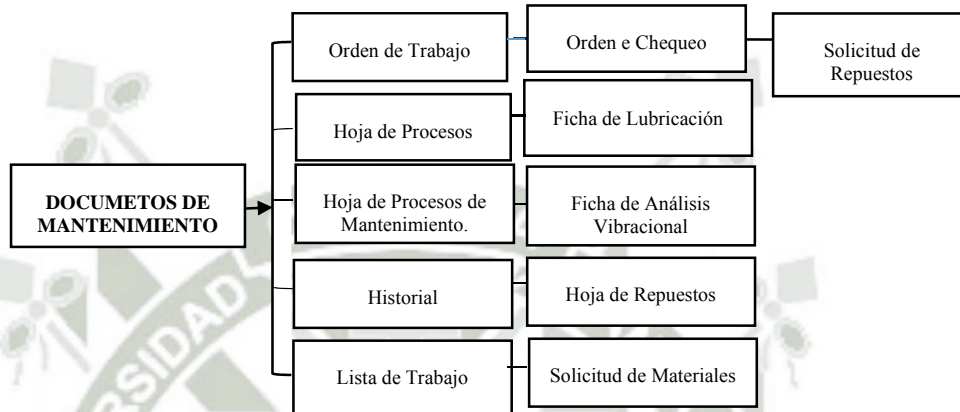 Orden de Trabajo
Orden e Chequeo
Solicitud de
Repuestos
Hoja de Procesos
Ficha de Lubricación
DOCUMETOS DE
MANTENIMIENTO
Hoja de Procesos de
Mantenimiento.
Ficha de Análisis
Vibracional
Historial
Hoja de Repuestos
Lista de Trabajo
Solicitud de Materiales
RSIDAD